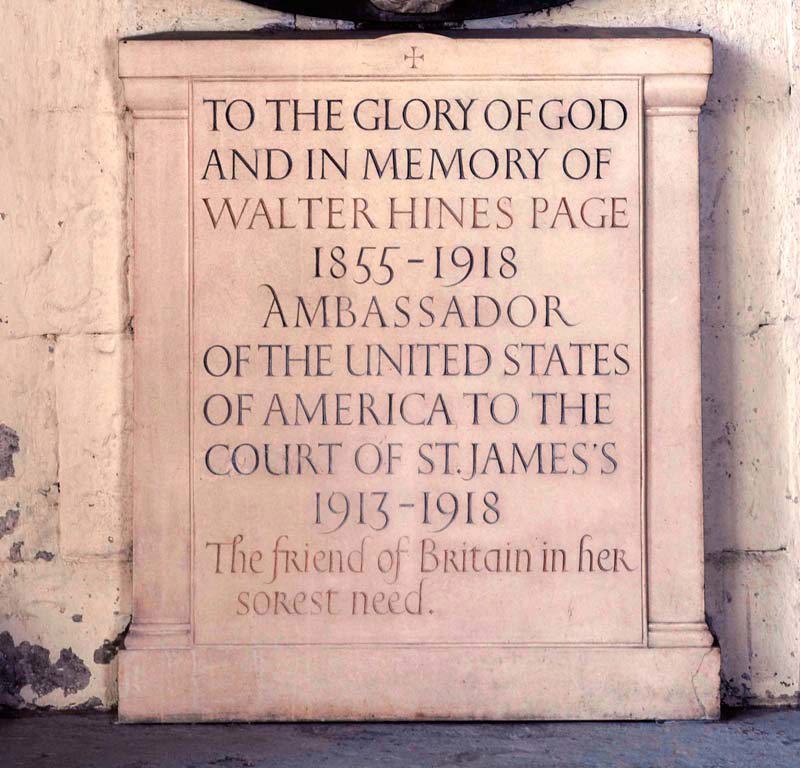 TO THE GLORY OF GOD
AND IN MEMORY OF
WALTER HINES PAGE
1855-1918
AMBASSADOR
OF THE UNITED STATES
OF AMERICA TO THE
COURT OF ST. JAMES'S
1913-1918
The friend of Britain in her
sorest need.